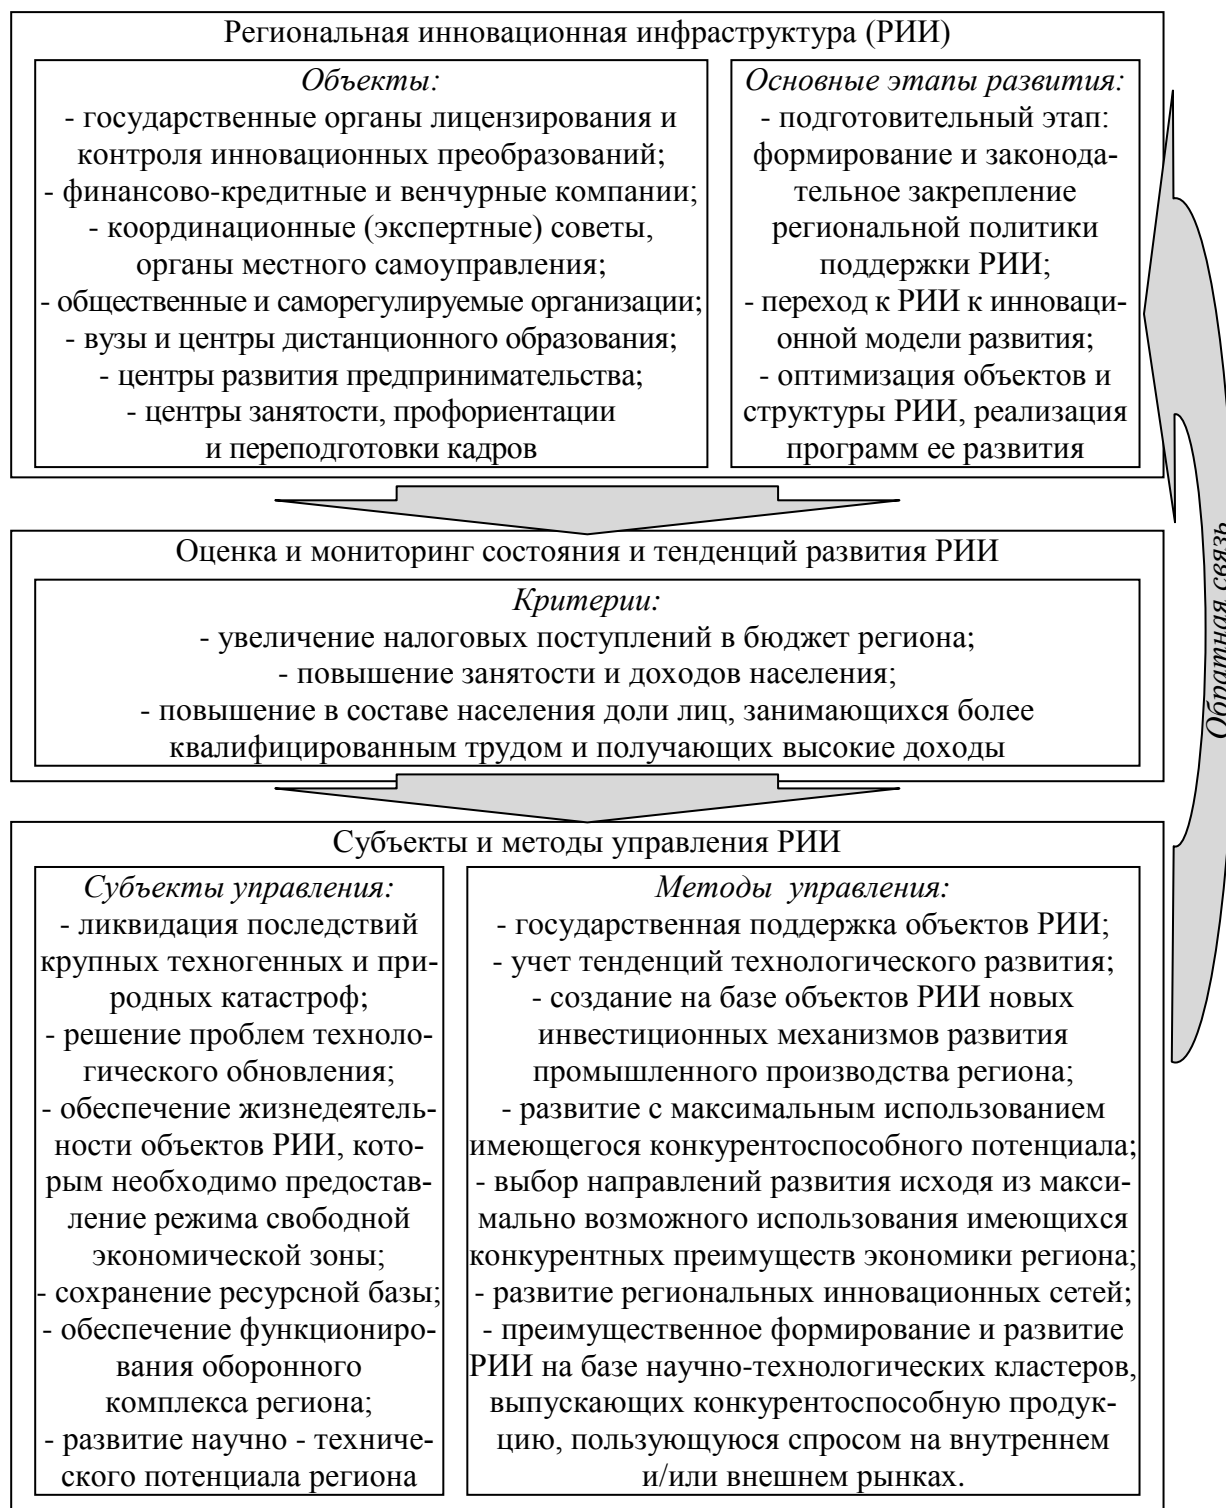 Региональная инновационная инфраструктура (РИИ)
Объекты:
- государственные органы лицензирования и
контроля инновационных преобразований;
- финансово-кредитные и венчурные компании;
- координационные (экспертные) советы,
органы местного самоуправления;
- общественные и саморегулируемые организации;
- вузы и центры дистанционного образования;
- центры развития предпринимательства;
- центры занятости, профориентации
и переподготовки кадров
Основные этапы развития:
- подготовительный этап:
формирование и законода-
тельное закрепление
региональной политики
поддержки РИИ;
- переход к РИИ к инноваци-
онной модели развития;
- оптимизация объектов и
структуры РИИ, реализация
программ ее развития
Оценка и мониторинг состояния и тенденций развития РИИ
Критерии:
- увеличение налоговых поступлений в бюджет региона;
- повышение занятости и доходов населения;
- повышение в составе населения доли лиц, занимающихся более
квалифицированным трудом и получающих высокие доходы
Обратная связь
Субъекты и методы управления РИИ
Субъекты управления:
- ликвидация последствий
крупных техногенных и при-
родных катастроф;
- решение проблем техноло-
гического обновления;
- обеспечение жизнедеятель-
ности объектов РИИ, кото-
рым необходимо предостав-
ление режима свободной
экономической зоны;
- сохранение ресурсной базы;
- обеспечение функциониро-
вания оборонного
комплекса региона;
- развитие научно - техниче-
ского потенциала региона
Методы управления:
- государственная поддержка объектов РИИ;
- учет тенденций технологического развития;
- создание на базе объектов РИИ новых
инвестиционных механизмов развития
промышленного производства региона;
- развитие с максимальным использованием
имеющегося конкурентоспособного потенциала;
- выбор направлений развития исходя из макси-
мально возможного использования имеющихся
конкурентных преимуществ экономики региона;
- развитие региональных инновационных сетей;
- преимущественное формирование и развитие
РИИ на базе научно-технологических кластеров,
выпускающих конкурентоспособную продук-
цию, пользующуюся спросом на внутреннем
и/или внешнем рынках.